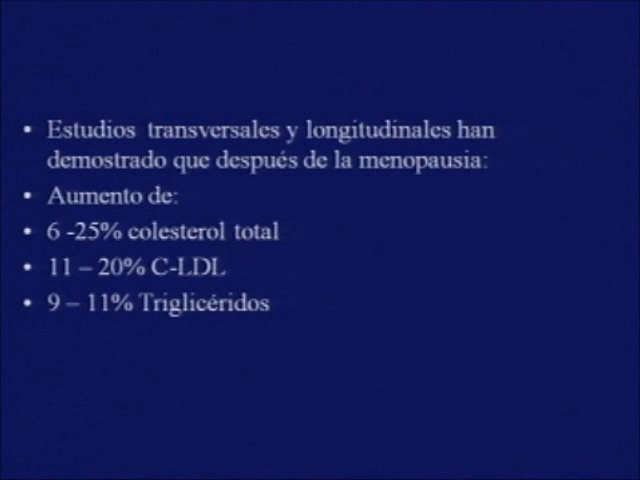 • Estudios transversales y longitudinales han
demostrado que después de la menopausia:
• Aumento de:
• 6 -25% colesterol total
• 11 – 20% C-LDL
• 9 – 11% Triglicéridos